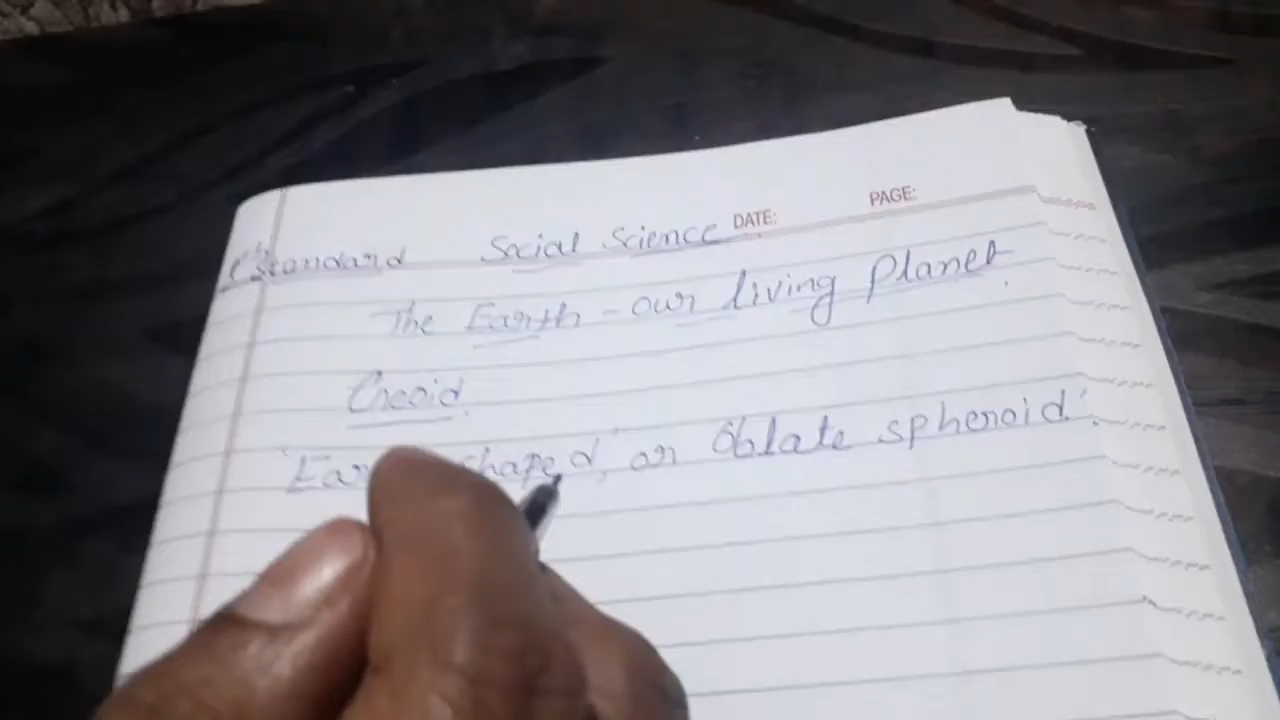 DATE: PAGE:
Standard Social Science
The Earth - our living Planet
Geoid
shaped', or Oblate spheroid'.